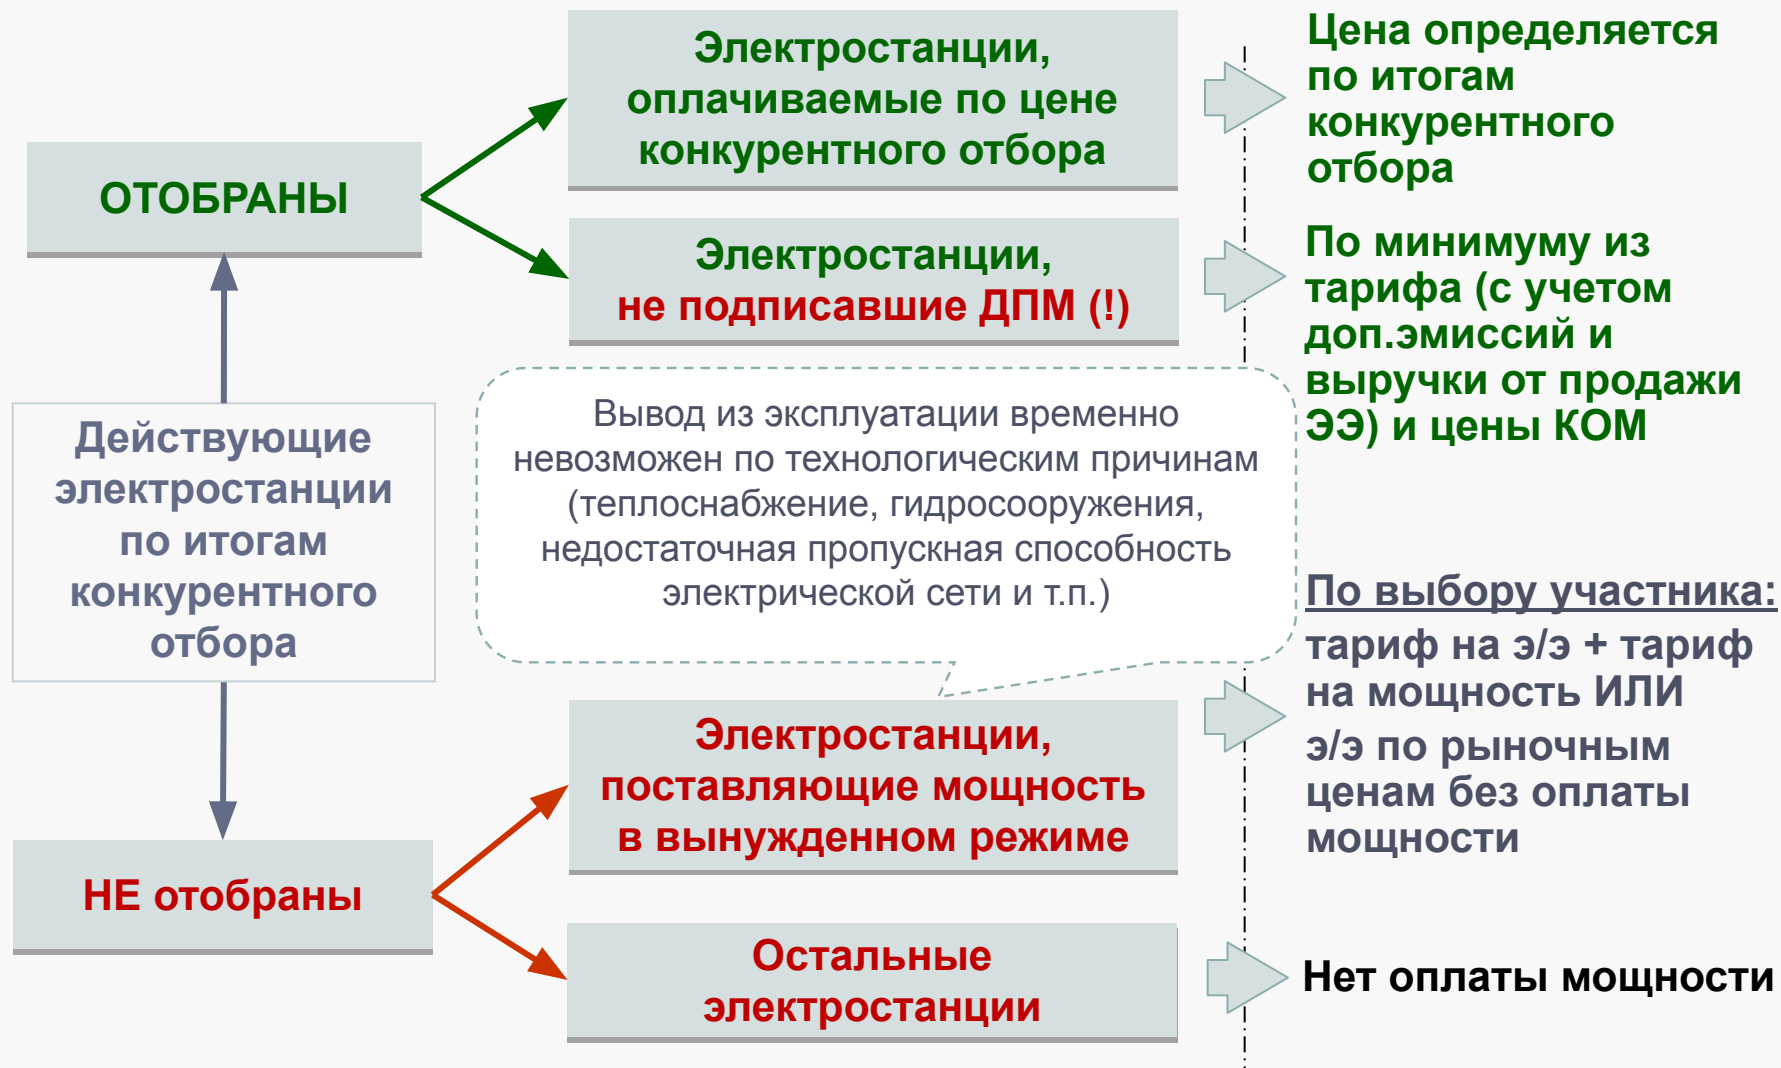 Электростанции,
оплачиваемые по цене
конкурентного отбора
Цена определяется
по итогам
конкурентного
отбора
ОТОБРАНЫ
Электростанции,
не подписавшие ДПМ (!)
По минимуму из
тарифа (с учетом
доп.эмиссий и
выручки от продажи
ЭЭ) и цены КОМ
Действующие
электростанции
по итогам
конкурентного
отбора
Вывод из эксплуатации временно
невозможен по технологическим причинам
(теплоснабжение, гидросооружения,
недостаточная пропускная способность
электрической сети и т.п.)
НЕ отобраны
Электростанции,
поставляющие мощность
в вынужденном режиме
По выбору участника:
тариф на э/э + тариф
на мощность ИЛИ
э/э по рыночным
ценам без оплаты
мощности
Остальные
электростанции
Нет оплаты мощности